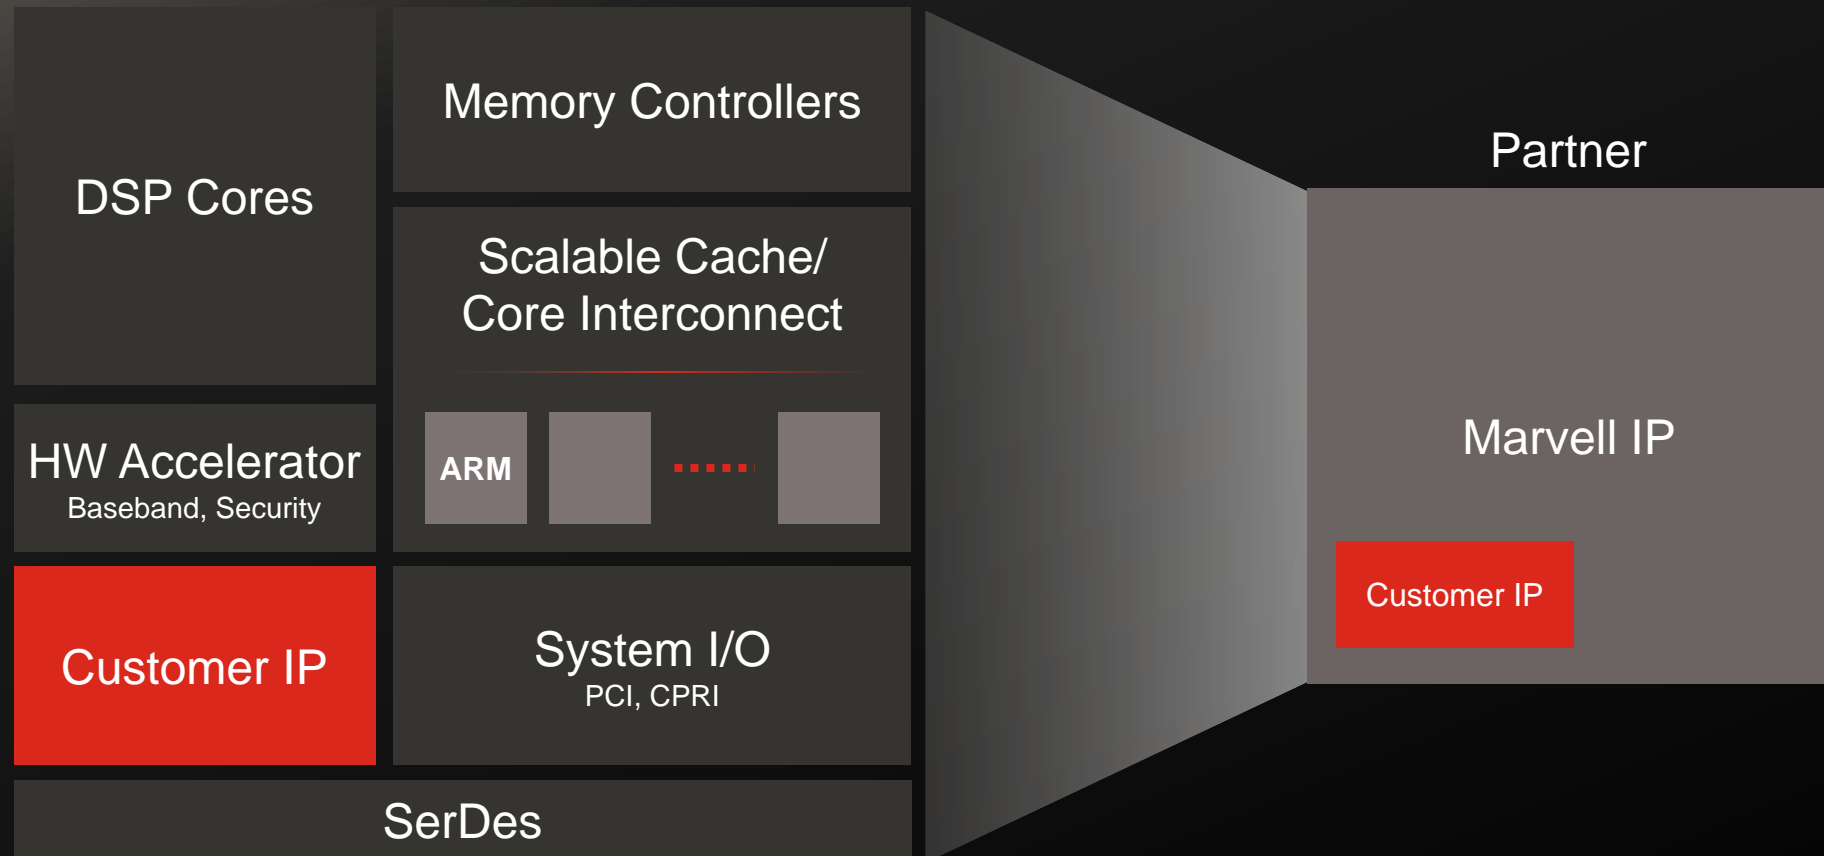 DSP Cores
Memory Controllers
Scalable Cache/
Core Interconnect
ARM
HW Accelerator
Baseband, Security
Customer IP
System I/O
PCI, CPRI
SerDes
Partner
Marvell IP
Customer IP